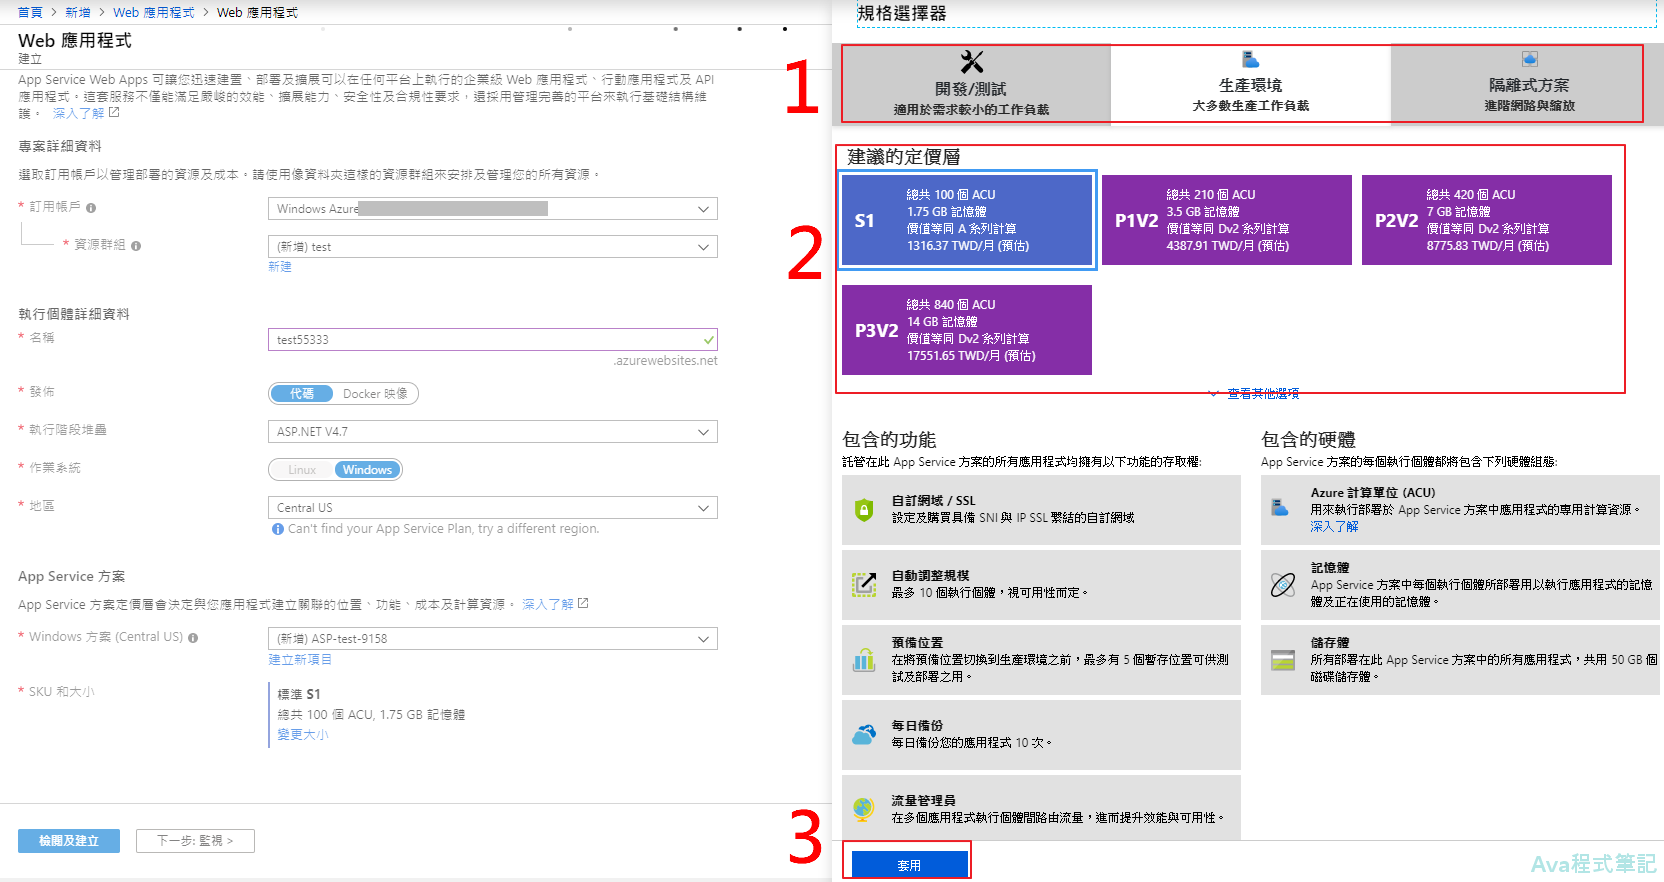 首頁 > 新增 > Web 應用程式 > Web 應用程式
Web 應用程式
建立
App Service Web Apps 可讓您迅速建置、部署及擴展可以在任何平台上執行的企業級 Web 應用程式、行動應用程式及 API
應用程式。這套服務不僅能滿足嚴峻的效能、擴展能力、安全性及合規性要求，還採用管理完善的平台來執行基礎結構維
護。 深入了解
專案詳細資料
選取訂用帳戶以管理部署的資源及成本。請使用像資料夾這樣的資源群組來安排及管理您的所有資源。
* 訂用帳戶
Windows Azure
* 資源群組
(新增) test
新建
執行個體詳細資料
* 名稱
test55333
.azurewebsites.net
* 發佈
代碼 Docker 映像
* 執行階段堆疊
ASP.NET V4.7
* 作業系統
Linux Windows
* 地區
Central US
Can't find your App Service Plan, try a different region.
App Service 方案
App Service 方案定價層會決定與您應用程式建立關聯的位置、功能、成本及計算資源。 深入了解
* Windows 方案 (Central US)
(新增) ASP-test-9158
建立新項目
* SKU 和大小
標準 S1
總共 100 個 ACU, 1.75 GB 記憶體
變更大小
檢閱及建立
下一步: 監視 >
規格選擇器
1
開發/測試
適用於需求較小的工作負載
生產環境
大多數生產工作負載
隔離式方案
進階網路與縮放
2
建議的定價層
S1
總共 100 個 ACU
1.75 GB 記憶體
價值等同 A 系列計算
1316.37 TWD/月 (預估)
P1V2
總共 210 個 ACU
3.5 GB 記憶體
價值等同 Dv2 系列計算
4387.91 TWD/月 (預估)
P2V2
總共 420 個 ACU
7 GB 記憶體
價值等同 Dv2 系列計算
8775.83 TWD/月 (預估)
P3V2
總共 840 個 ACU
14 GB 記憶體
價值等同 Dv2 系列計算
17551.65 TWD/月 (預估)
查看其他選項
包含的功能
託管在此 App Service 方案的所有應用程式均擁有以下功能的存取權:
自訂網域 / SSL
設定及購買具備 SNI 與 IP SSL 繫結的自訂網域
自動調整規模
最多 10 個執行個體，視可用性而定。
預備位置
在將預備位置切換到生產環境之前，最多有 5 個暫存位置可供測
試及部署之用。
每日備份
每日備份您的應用程式 10 次。
流量管理員
在多個應用程式執行個體間路由流量，進而提升效能與可用性。
包含的硬體
App Service 方案的每個執行個體都將包含下列硬體組態:
Azure 計算單位 (ACU)
用來執行部署於 App Service 方案中應用程式的專用計算資源。
深入了解
記憶體
App Service 方案中每個執行個體所部署用以執行應用程式的記憶
體及正在使用的記憶體。
儲存體
所有部署在此 App Service 方案中的所有應用程式，共用 50 GB 個
磁碟儲存體。
3
套用
Ava程式筆記